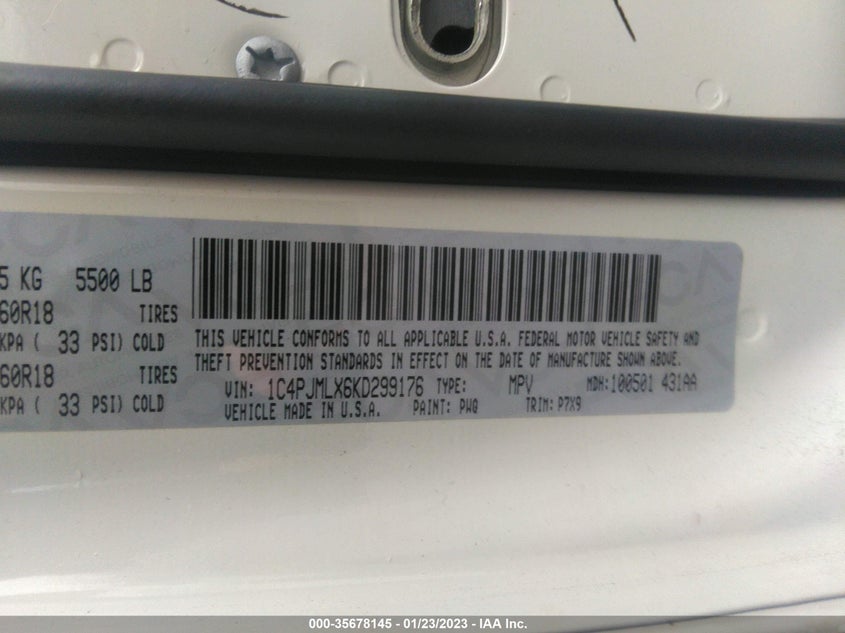 5 KG 5500 LB
60R18 TIRES
KPA ( 33 PSI) COLD
60R18 TIRES
KPA ( 33 PSI) COLD
THIS VEHICLE CONFORMS TO ALL APPLICABLE U.S.A. FEDERAL MOTOR VEHICLE SAFETY AND
THEFT PREVENTION STANDARDS IN EFFECT ON THE DATE OF MANUFACTURE SHOWN ABOVE.
VIN: 1C4PJMLX6KD299176 TYPE: MPV MDH:100501 431AA
VEHICLE MADE IN U.S.A. PAINT: PWQ TRIM: P7X9
000-35678145 - 01/23/2023 - IAA Inc.